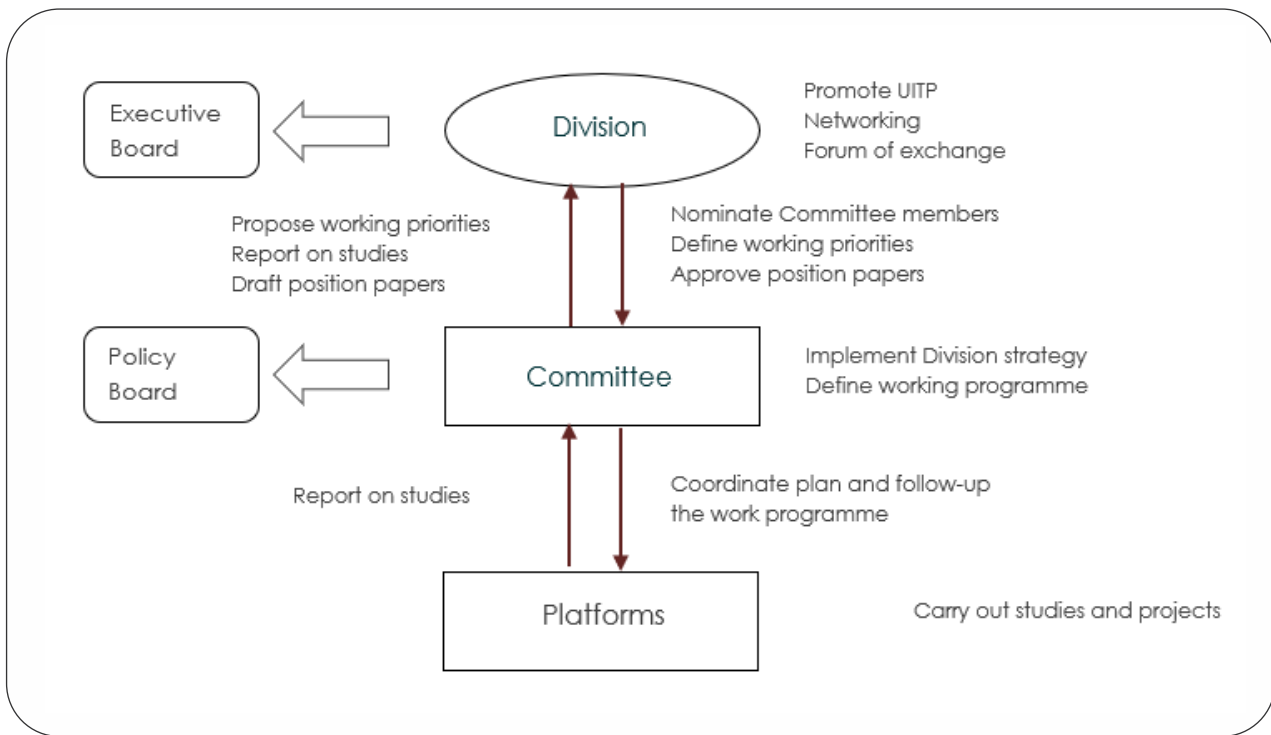 Executive
Board
Division
Promote UITP
Networking
Forum of exchange
Propose working priorities
Report on studies
Draft position papers
Nominate Committee members
Define working priorities
Approve position papers
Policy
Board
Committee
Implement Division strategy
Define working programme
Report on studies
Coordinate plan and follow-up
the work programme
Platforms
Carry out studies and projects